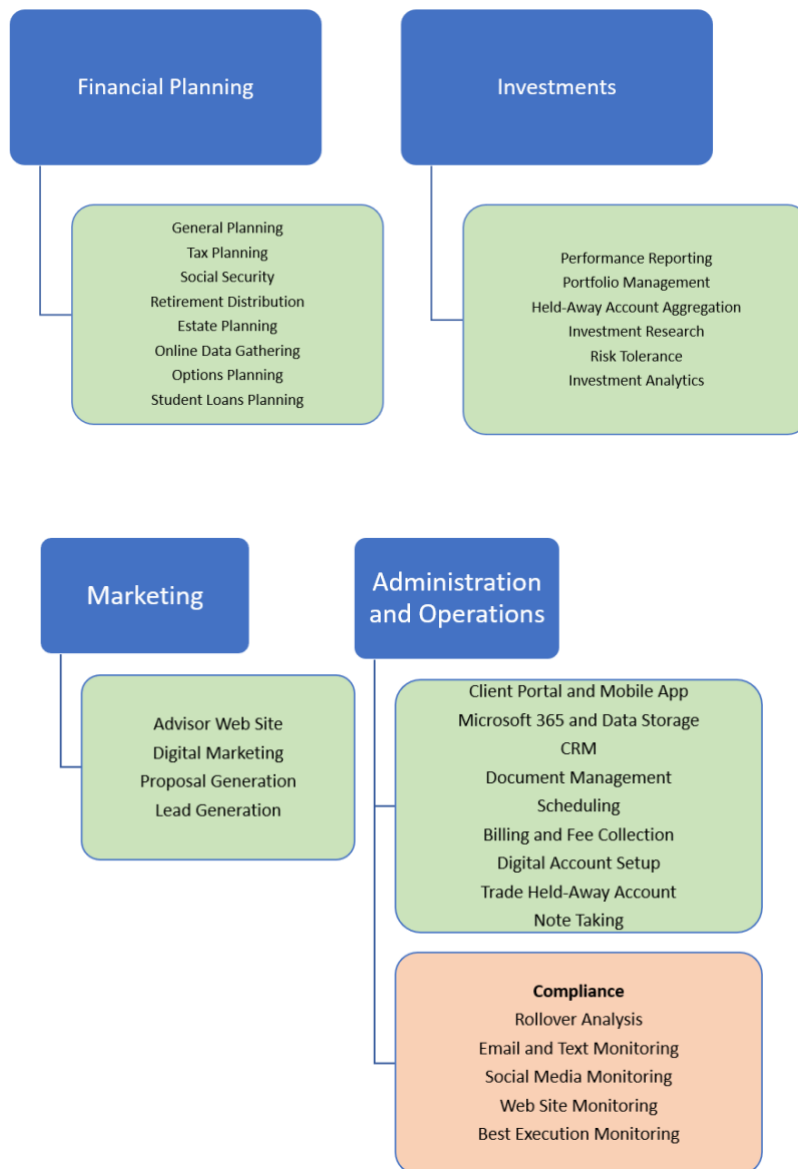 Financial Planning
General Planning
Tax Planning
Social Security
Retirement Distribution
Estate Planning
Online Data Gathering
Options Planning
Student Loans Planning
Investments
Performance Reporting
Portfolio Management
Held-Away Account Aggregation
Investment Research
Risk Tolerance
Investment Analytics
Marketing
Advisor Web Site
Digital Marketing
Proposal Generation
Lead Generation
Administration
and Operations
Client Portal and Mobile App
Microsoft 365 and Data Storage
CRM
Document Management
Scheduling
Billing and Fee Collection
Digital Account Setup
Trade Held-Away Account
Note Taking
Compliance
Rollover Analysis
Email and Text Monitoring
Social Media Monitoring
Web Site Monitoring
Best Execution Monitoring